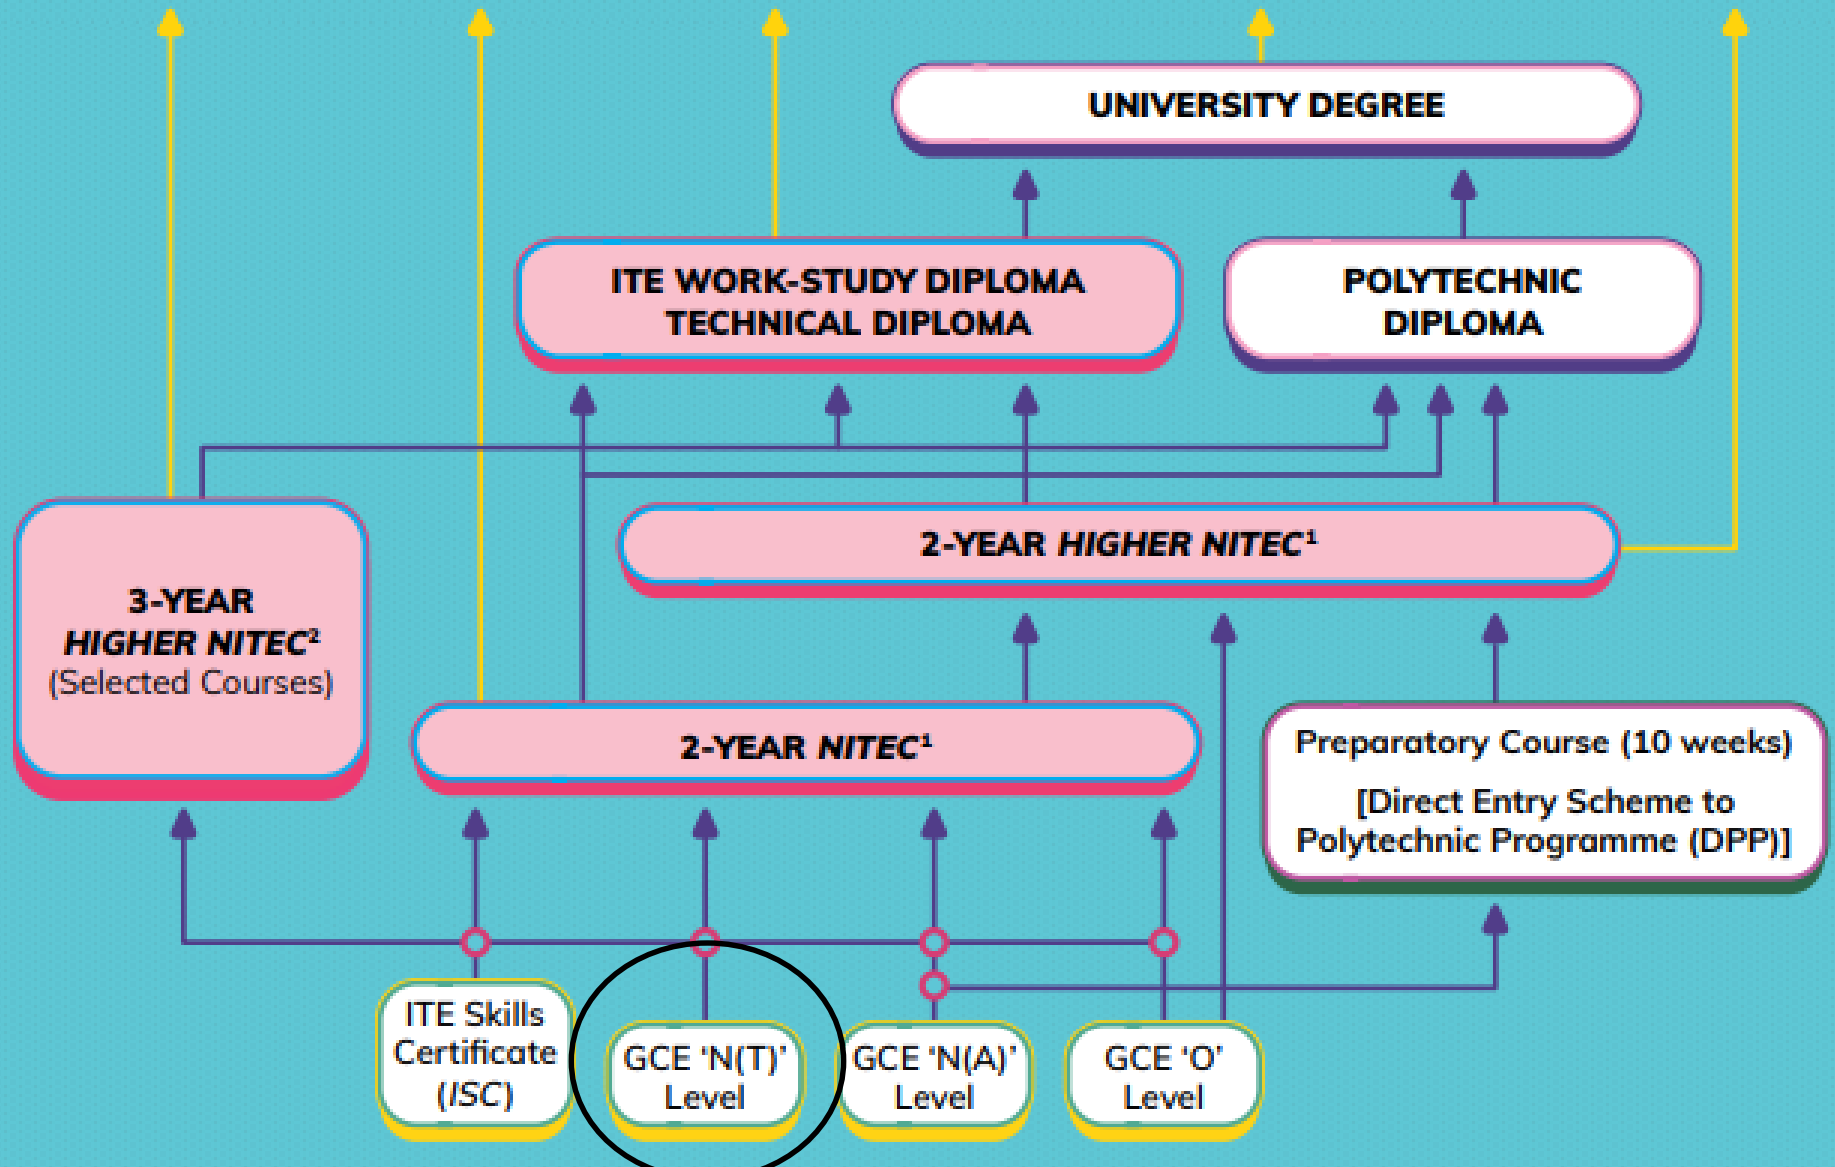 UNIVERSITY DEGREE
ITE WORK-STUDY DIPLOMA
TECHNICAL DIPLOMA
POLYTECHNIC
DIPLOMA
2-YEAR HIGHER NITEC¹
3-YEAR
HIGHER NITEC²
(Selected Courses)
2-YEAR NITEC¹
Preparatory Course (10 weeks)
[Direct Entry Scheme to
Polytechnic Programme (DPP)]
ITE Skills
Certificate
(ISC)
GCE ‘N(T)’
Level
GCE ‘N(A)’
Level
GCE ‘O’
Level